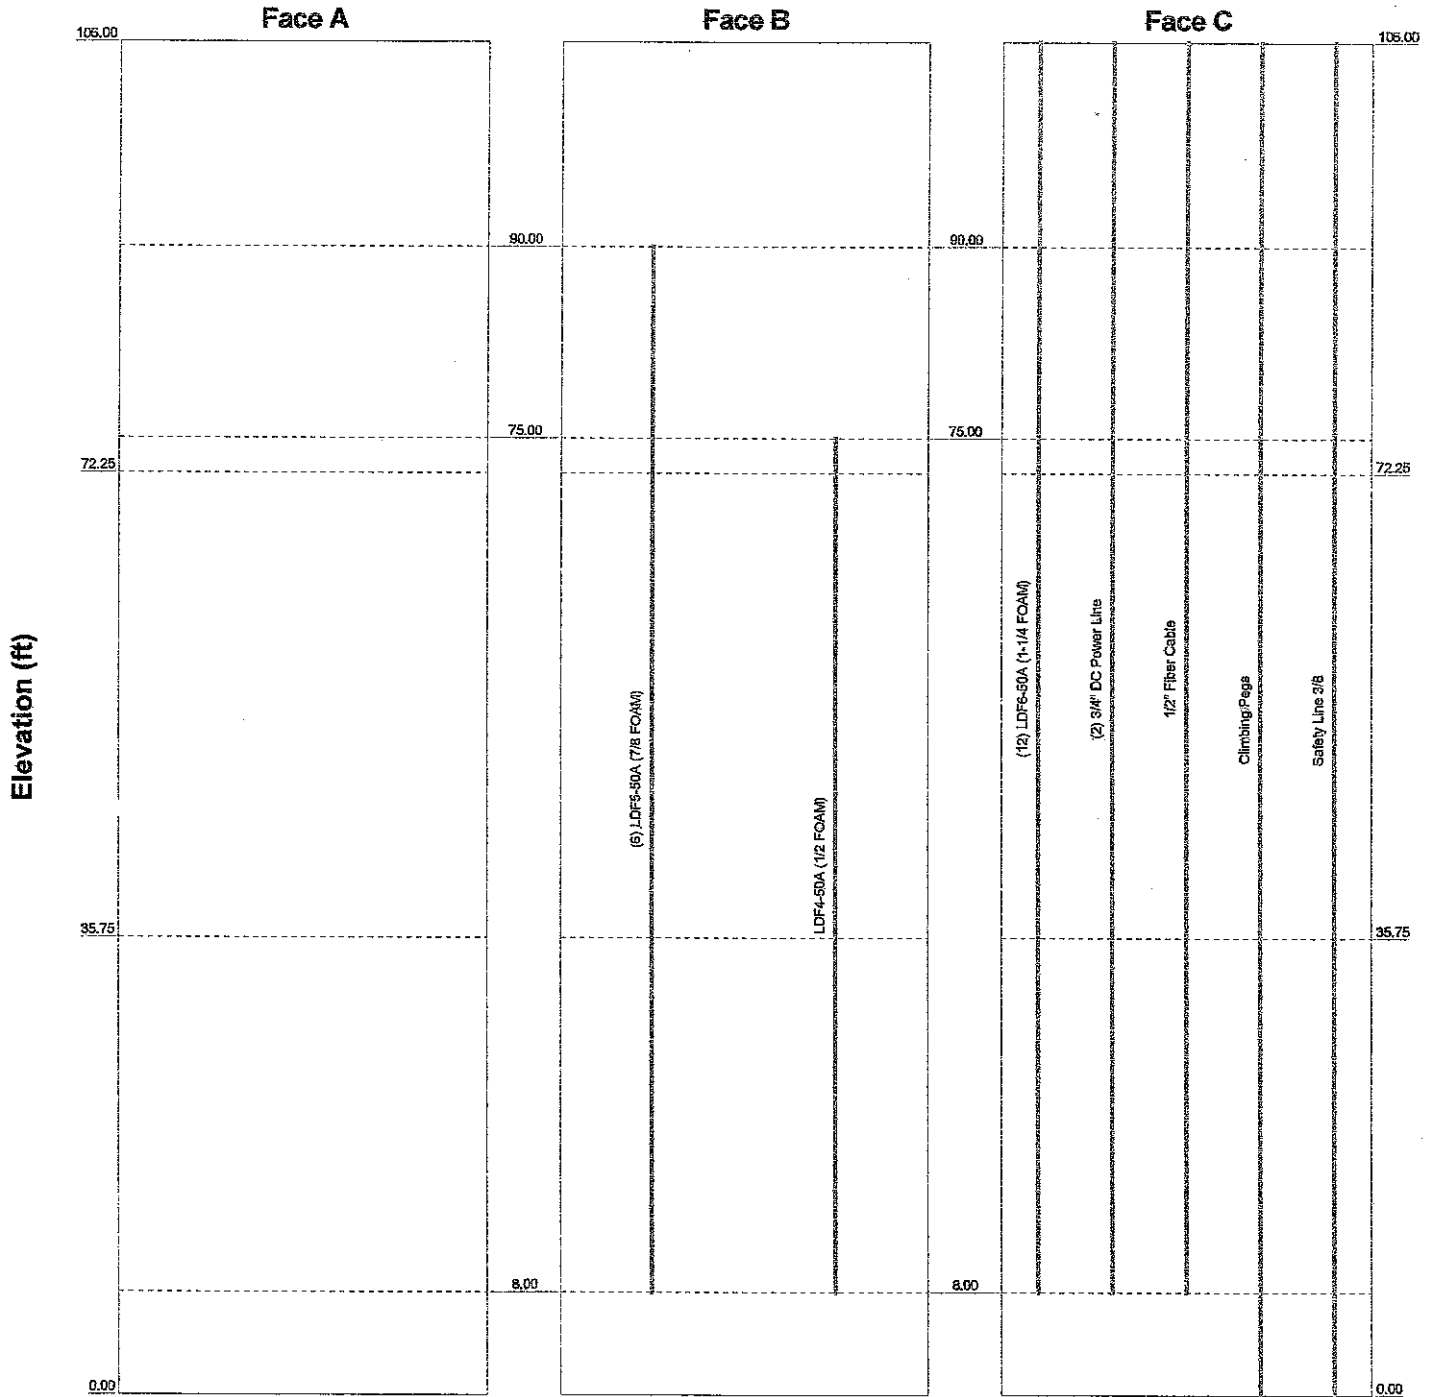 Face A
Face B
Face C
106.00
106.00
90.00
90.00
75.00
75.00
72.25
72.25
Elevation (ft)
(6) LDF5-50A (7/8 FOAM)
LDF4-50A (1/2 FOAM)
(12) LDF6-50A (1-1/4 FOAM)
(2) 3/4" DC Power Line
1/2" Fiber Cable
Climbing Pegs
Safety Line 3/8
35.75
35.75
8.00
8.00
0.00
0.00